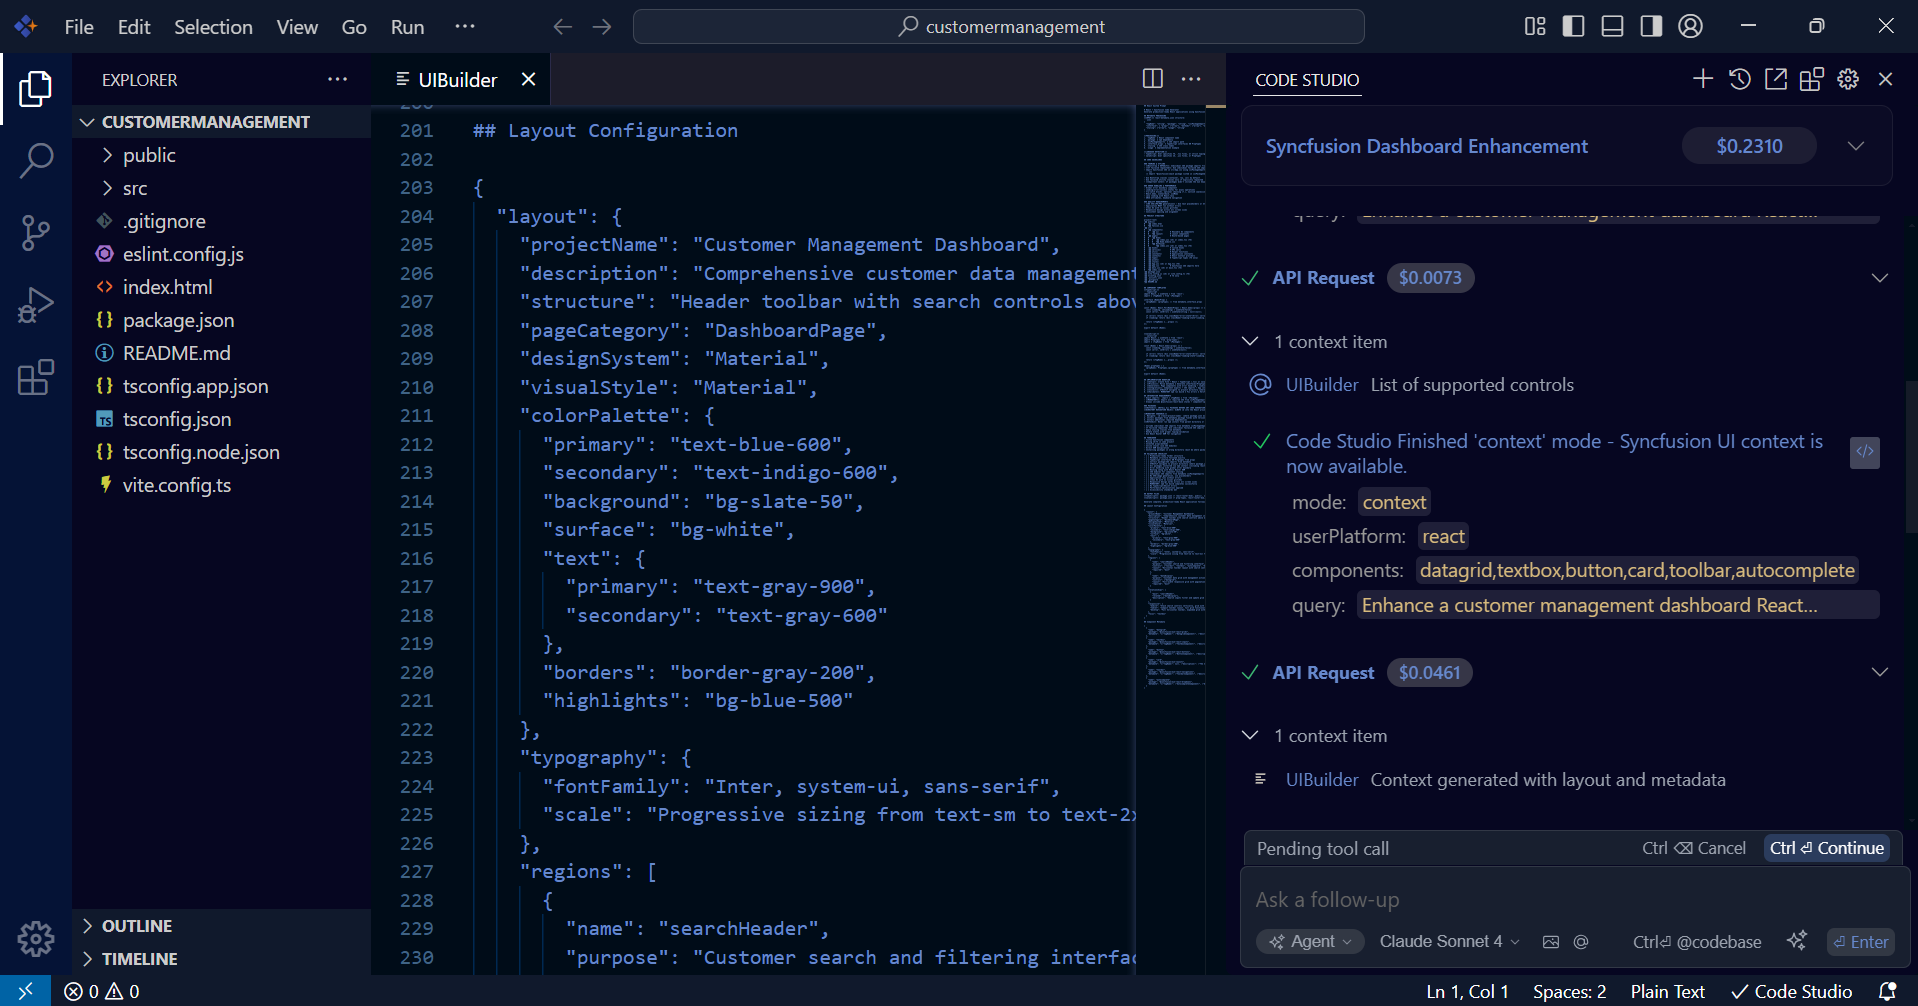 File Edit Selection View Go Run ···
customermanagement
EXPLORER
CUSTOMERMANAGEMENT
public
src
.gitignore
eslint.config.js
index.html
package.json
README.md
tsconfig.app.json
tsconfig.json
tsconfig.node.json
vite.config.ts
OUTLINE
TIMELINE
UIBuilder
201 ## Layout Configuration
202
203 {
204 "layout": {
205 "projectName": "Customer Management Dashboard",
206 "description": "Comprehensive customer data management
207 "structure": "Header toolbar with search controls abov
208 "pageCategory": "DashboardPage",
209 "designSystem": "Material",
210 "visualStyle": "Material",
211 "colorPalette": {
212 "primary": "text-blue-600",
213 "secondary": "text-indigo-600",
214 "background": "bg-slate-50",
215 "surface": "bg-white",
216 "text": {
217 "primary": "text-gray-900",
218 "secondary": "text-gray-600"
219 },
220 "borders": "border-gray-200",
221 "highlights": "bg-blue-500"
222 },
223 "typography": {
224 "fontFamily": "Inter, system-ui, sans-serif",
225 "scale": "Progressive sizing from text-sm to text-2x
226 },
227 "regions": [
228 {
229 "name": "searchHeader",
230 "purpose": "Customer search and filtering interfac
CODE STUDIO
Syncfusion Dashboard Enhancement $0.2310
query: Enhance a customer management dashboard React...
API Request $0.0073
1 context item
UIBuilder List of supported controls
Code Studio Finished 'context' mode - Syncfusion UI context is
now available.
mode: context
userPlatform: react
components: datagrid,textbox,button,card,toolbar,autocomplete
query: Enhance a customer management dashboard React...
API Request $0.0461
1 context item
UIBuilder Context generated with layout and metadata
Pending tool call Ctrl ⌫ Cancel Ctrl ⏎ Continue
Ask a follow-up
Agent Claude Sonnet 4 @ Ctrl⏎ @codebase ⏎ Enter
0 0 Ln 1, Col 1 Spaces: 2 Plain Text Code Studio